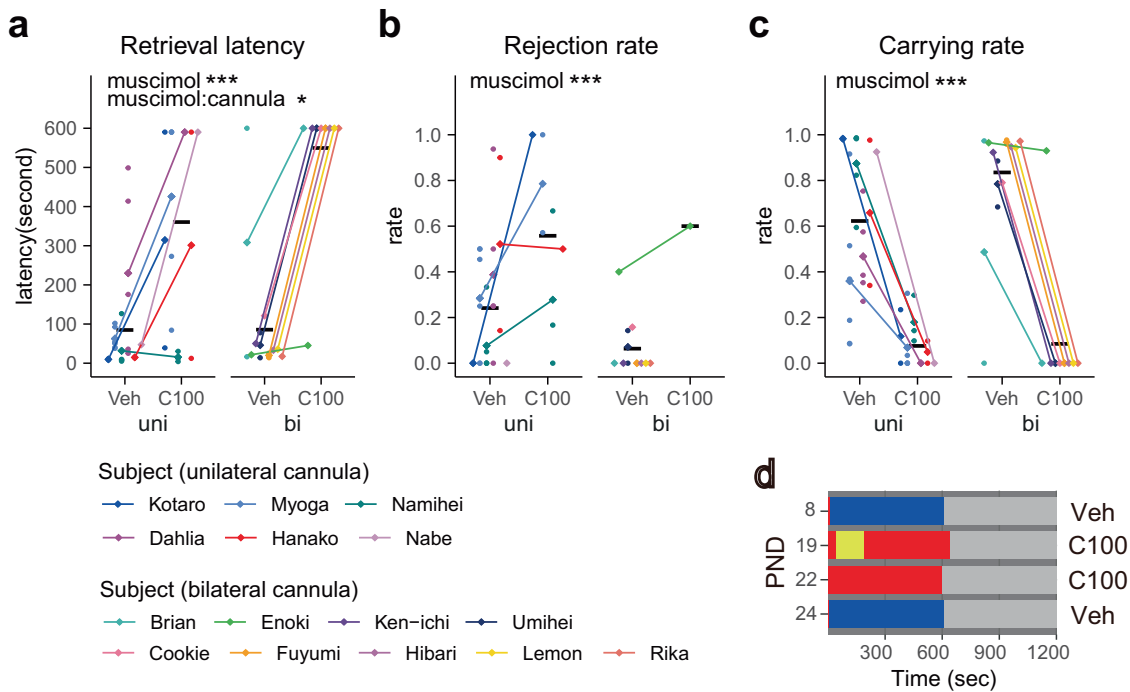 a
Retrieval latency
muscimol ***
muscimol:cannula *
latency(second)
600
500
400
300
200
100
0
Veh C100 Veh C100
uni bi
b
Rejection rate
muscimol ***
rate
1.0
0.8
0.6
0.4
0.2
0.0
Veh C100 Veh C100
uni bi
c
Carrying rate
muscimol ***
rate
1.0
0.8
0.6
0.4
0.2
0.0
Veh C100 Veh C100
uni bi
Subject (unilateral cannula)
Kotaro Myoga Namihei
Dahlia Hanako Nabe
Subject (bilateral cannula)
Brian Enoki Ken−ichi Umihei
Cookie Fuyumi Hibari Lemon Rika
d
PND
8 Veh
19 C100
22 C100
24 Veh
300 600 900 1200
Time (sec)